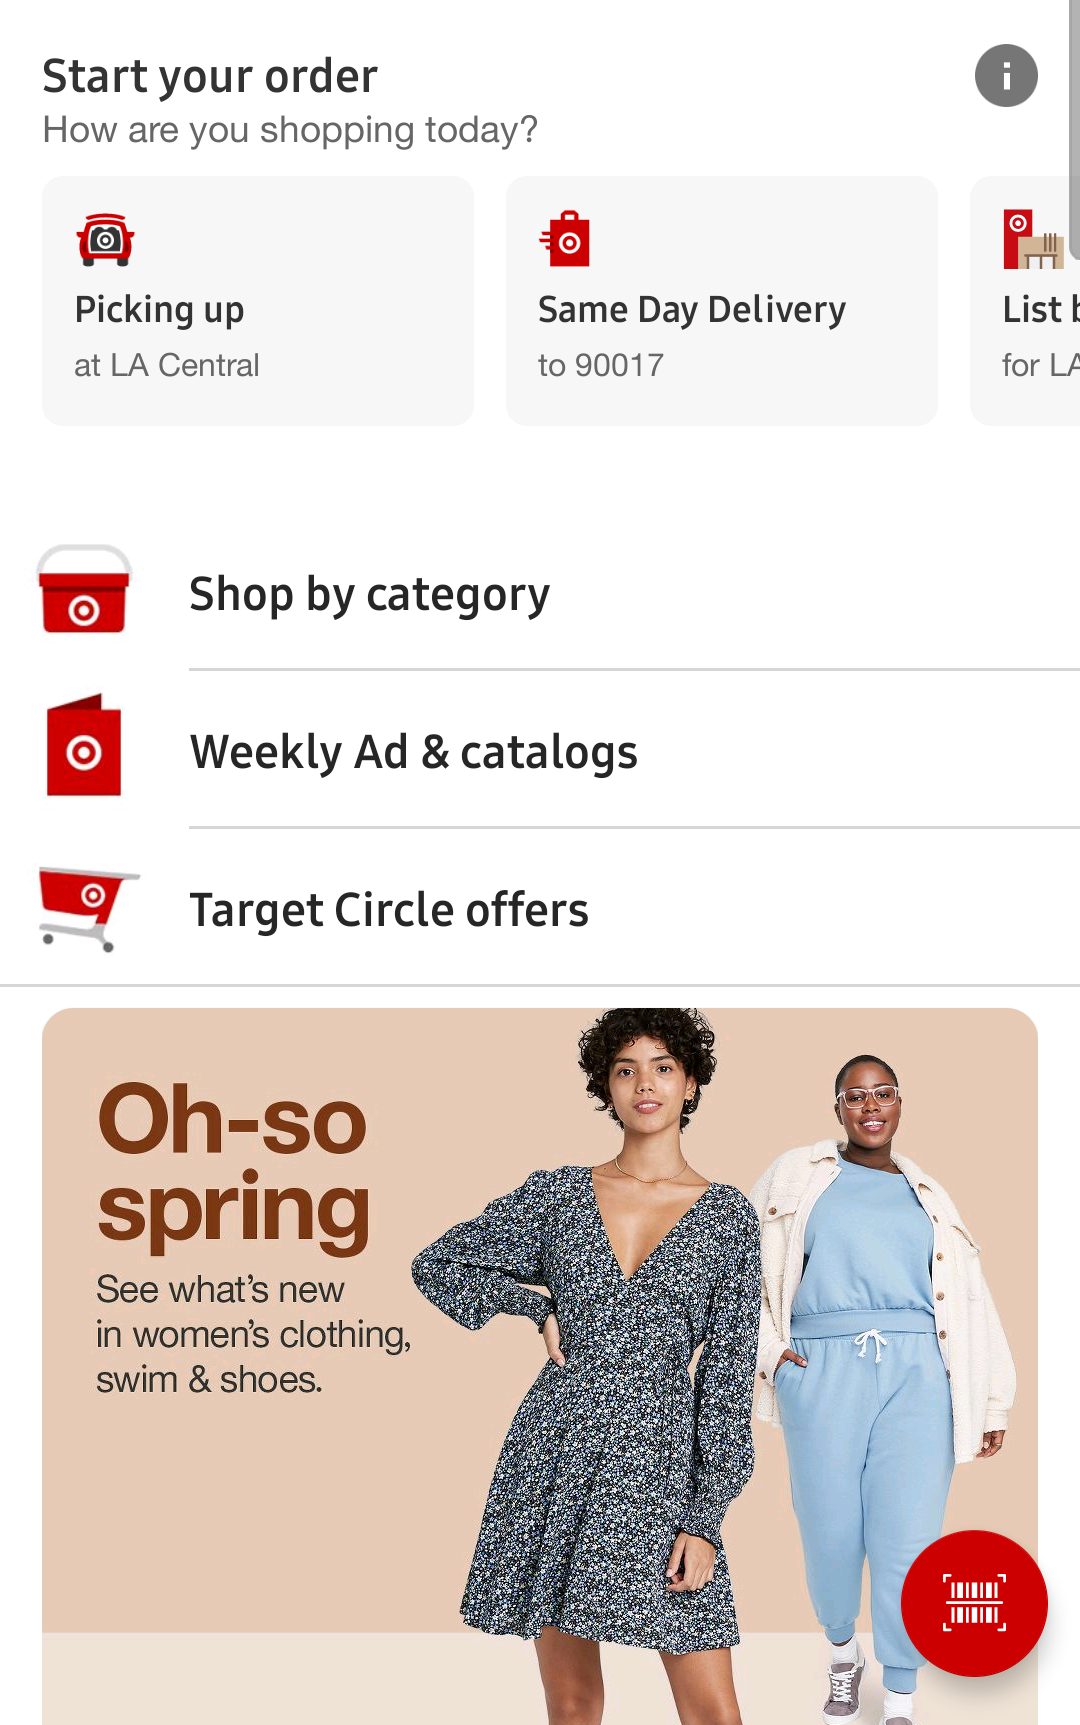 Start your order
How are you shopping today?
Picking up
at LA Central
Same Day Delivery
to 90017
List
for LA
Shop by category
Weekly Ad & catalogs
Target Circle offers
Oh-so
spring
See what's new
in women's clothing,
swim & shoes.